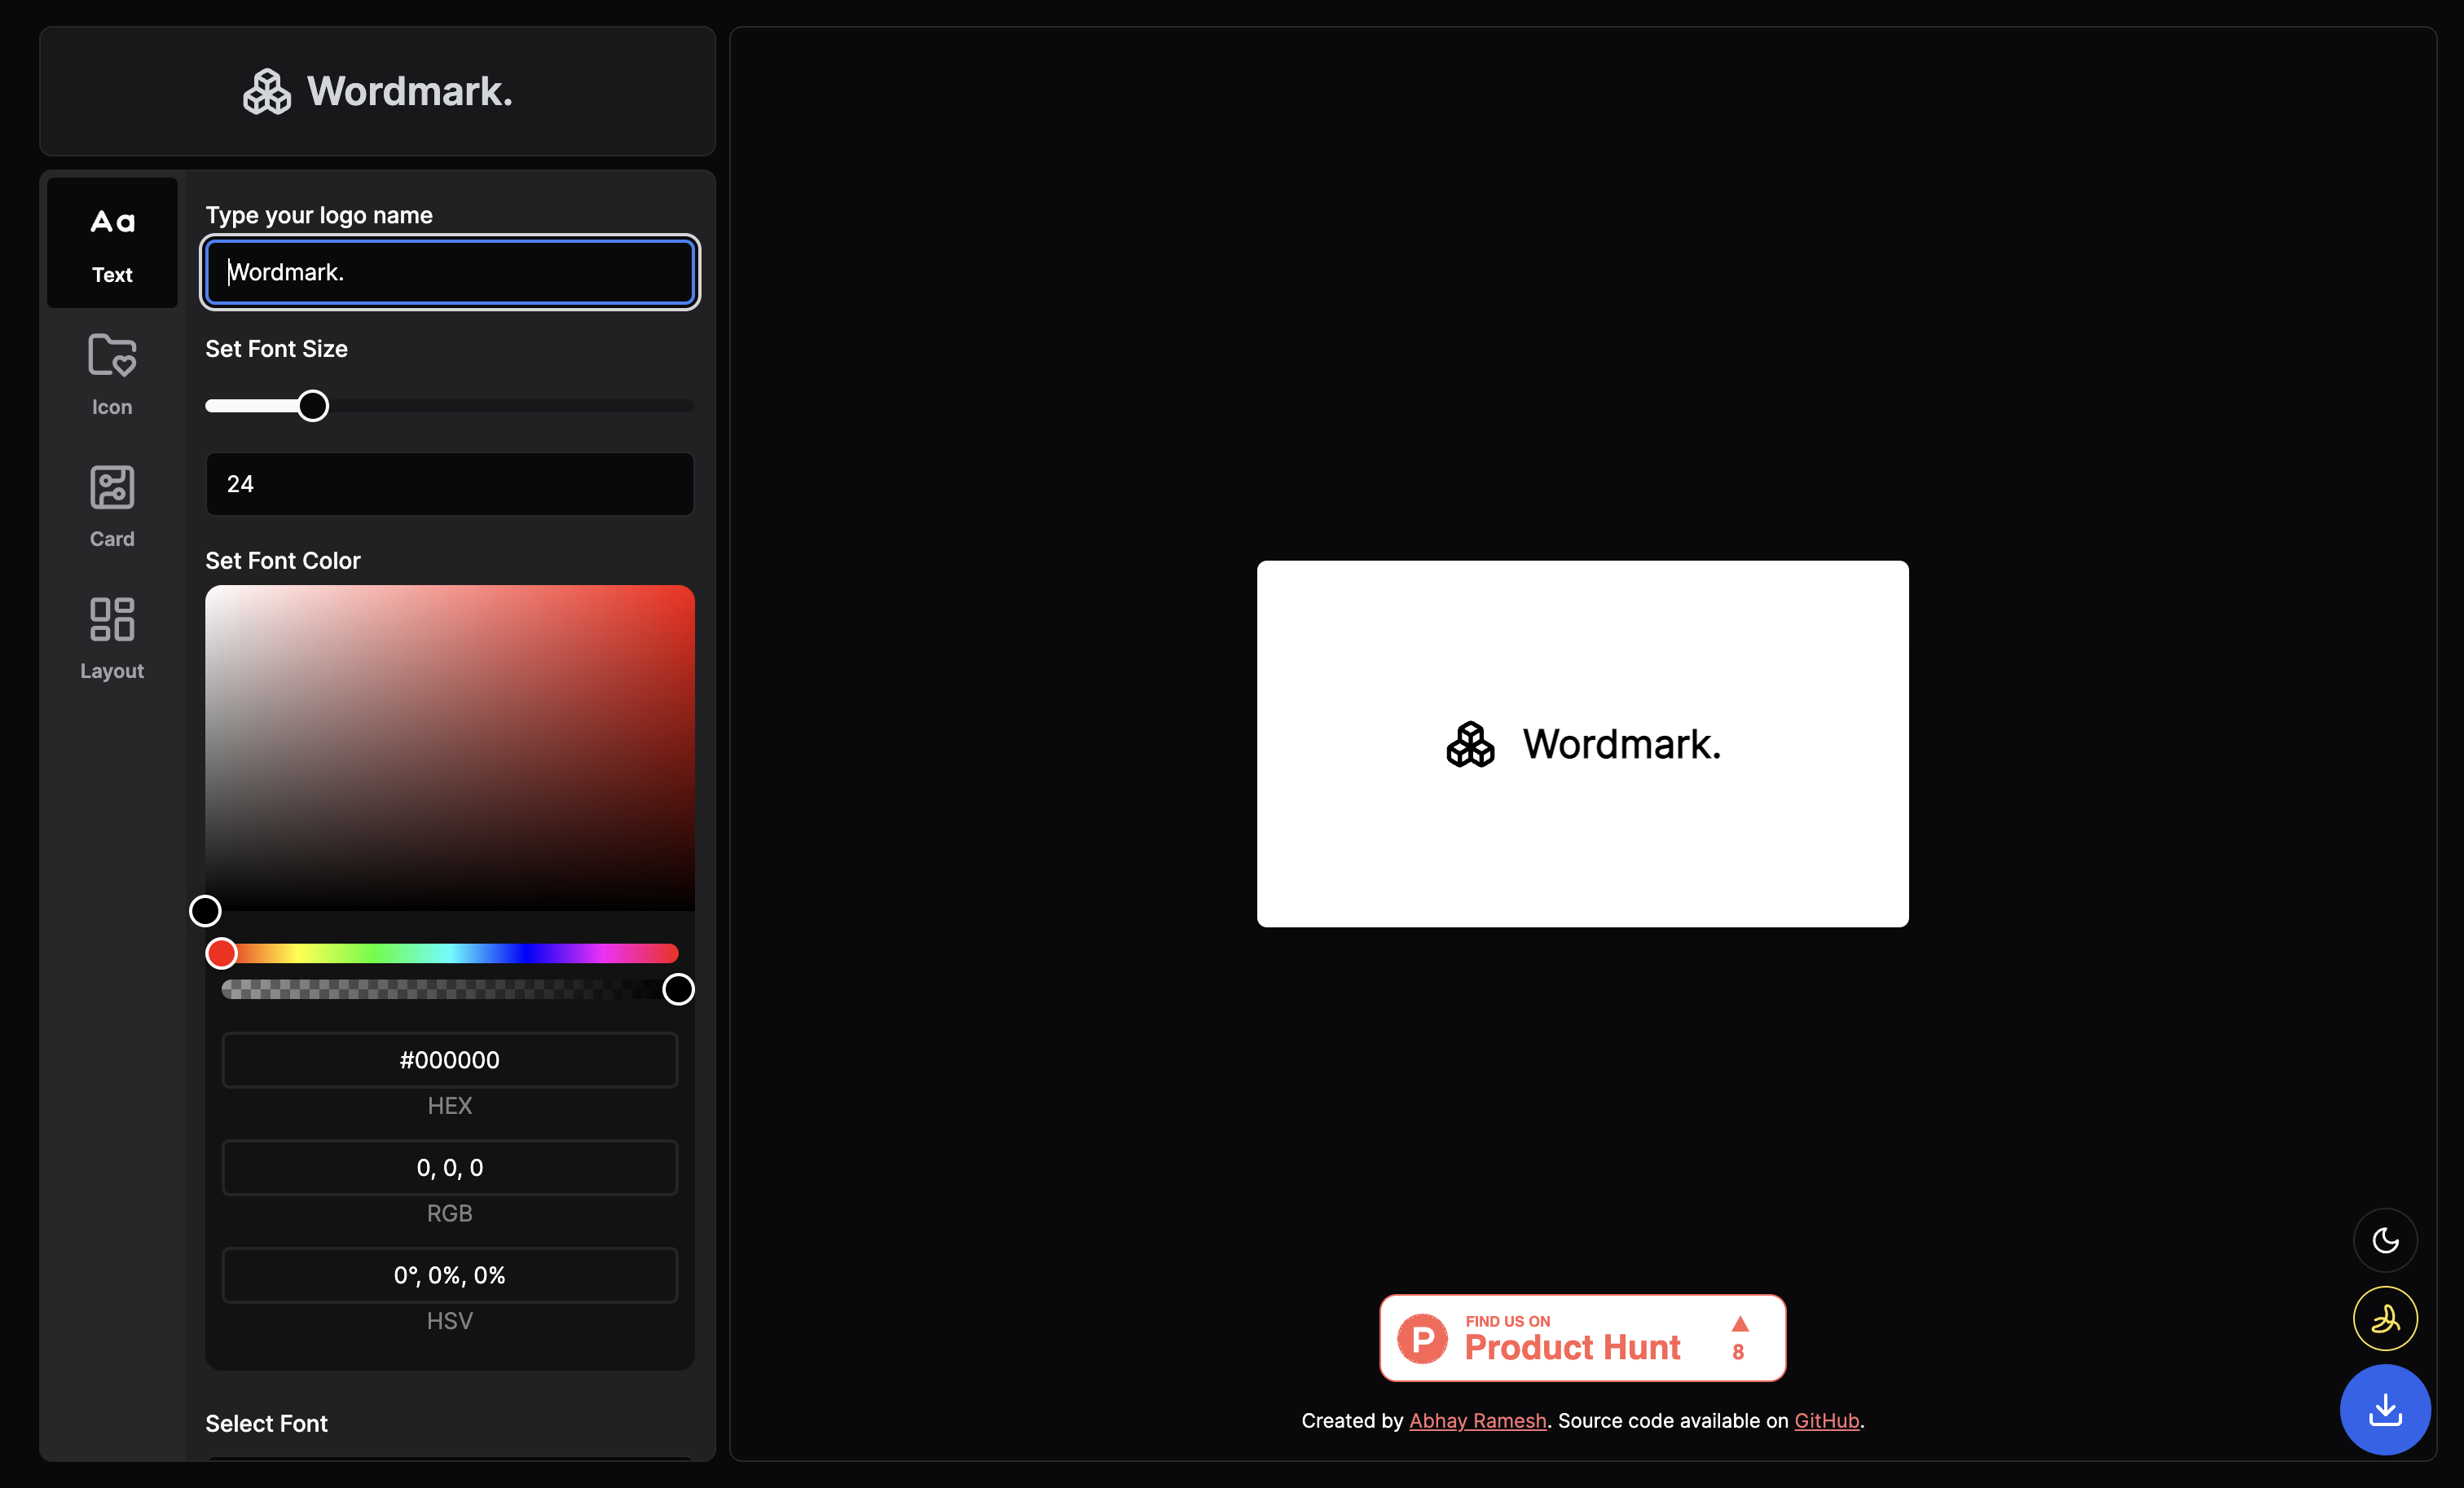 Wordmark.
Aa
Text
Icon
Card
Layout
Type your logo name
Wordmark.
Set Font Size
24
Set Font Color
#000000
HEX
0, 0, 0
RGB
0°, 0%, 0%
HSV
Select Font
Wordmark.
P
FIND US ON
Product Hunt
▲
8
Created by Abhay Ramesh. Source code available on GitHub.